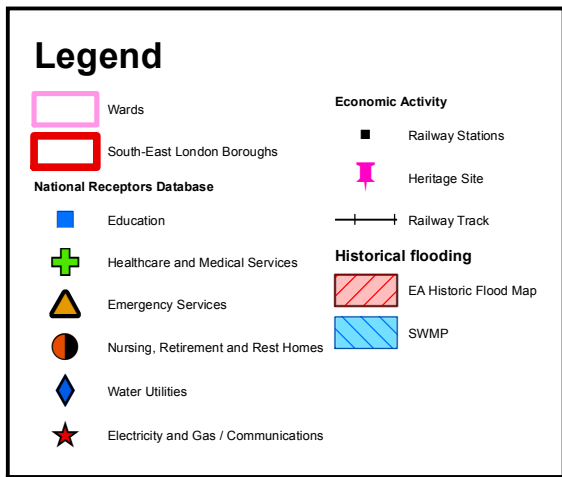 Legend
Wards
South-East London Boroughs
National Receptors Database
Education
Healthcare and Medical Services
Emergency Services
Nursing, Retirement and Rest Homes
Water Utilities
Electricity and Gas / Communications
Economic Activity
Railway Stations
Heritage Site
Railway Track
Historical flooding
EA Historic Flood Map
SWMP